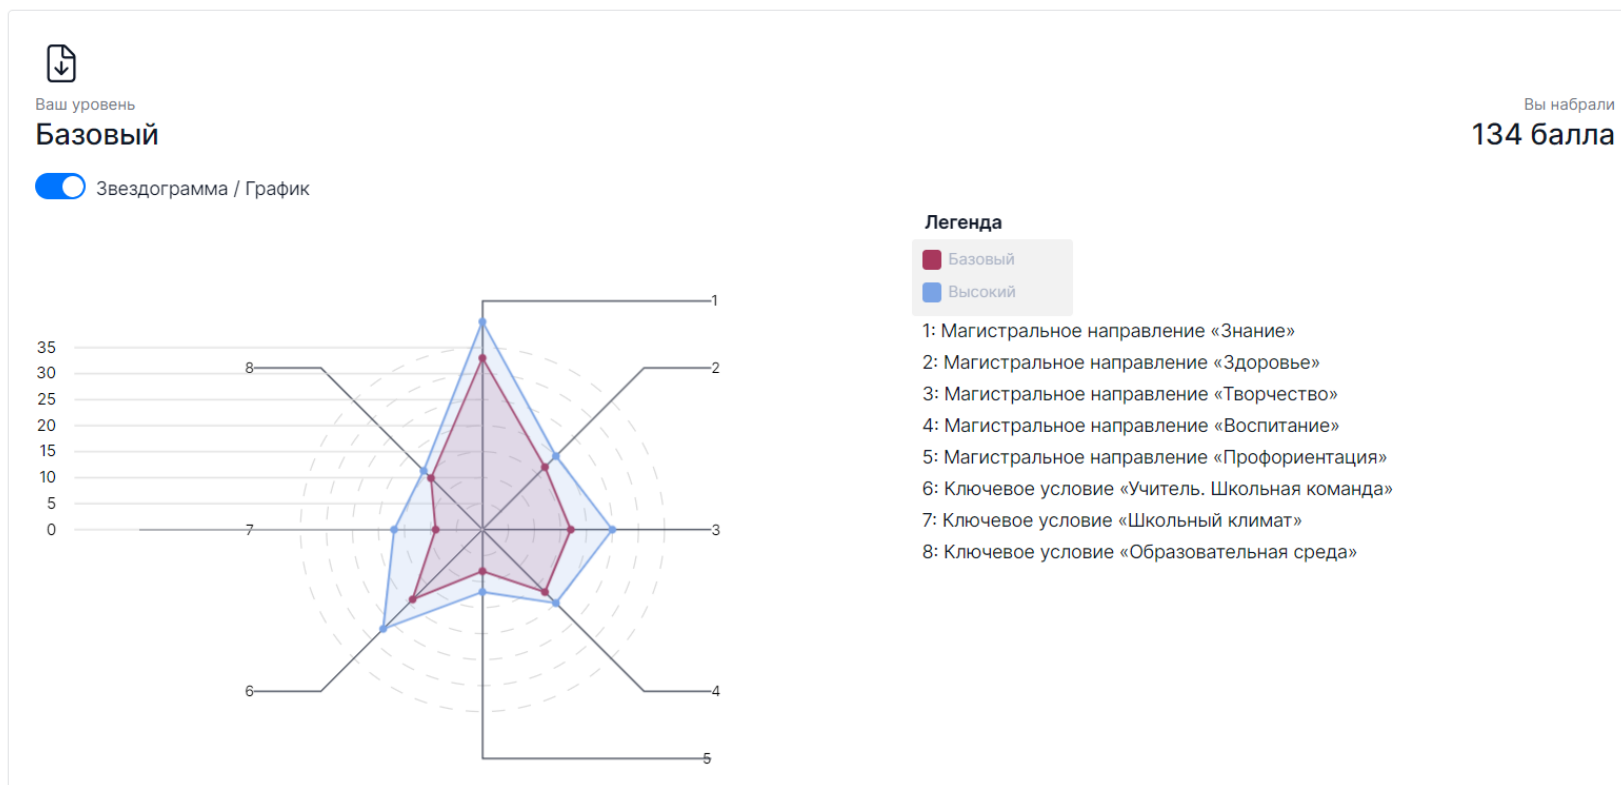 Ваш уровень
Базовый
Вы набрали
134 балла
Звездограмма / График
35
30
25
20
15
10
5
0
1
2
3
4
5
6
7
8
Легенда
Базовый
Высокий
1: Магистральное направление «Знание»
2: Магистральное направление «Здоровье»
3: Магистральное направление «Творчество»
4: Магистральное направление «Воспитание»
5: Магистральное направление «Профориентация»
6: Ключевое условие «Учитель. Школьная команда»
7: Ключевое условие «Школьный климат»
8: Ключевое условие «Образовательная среда»